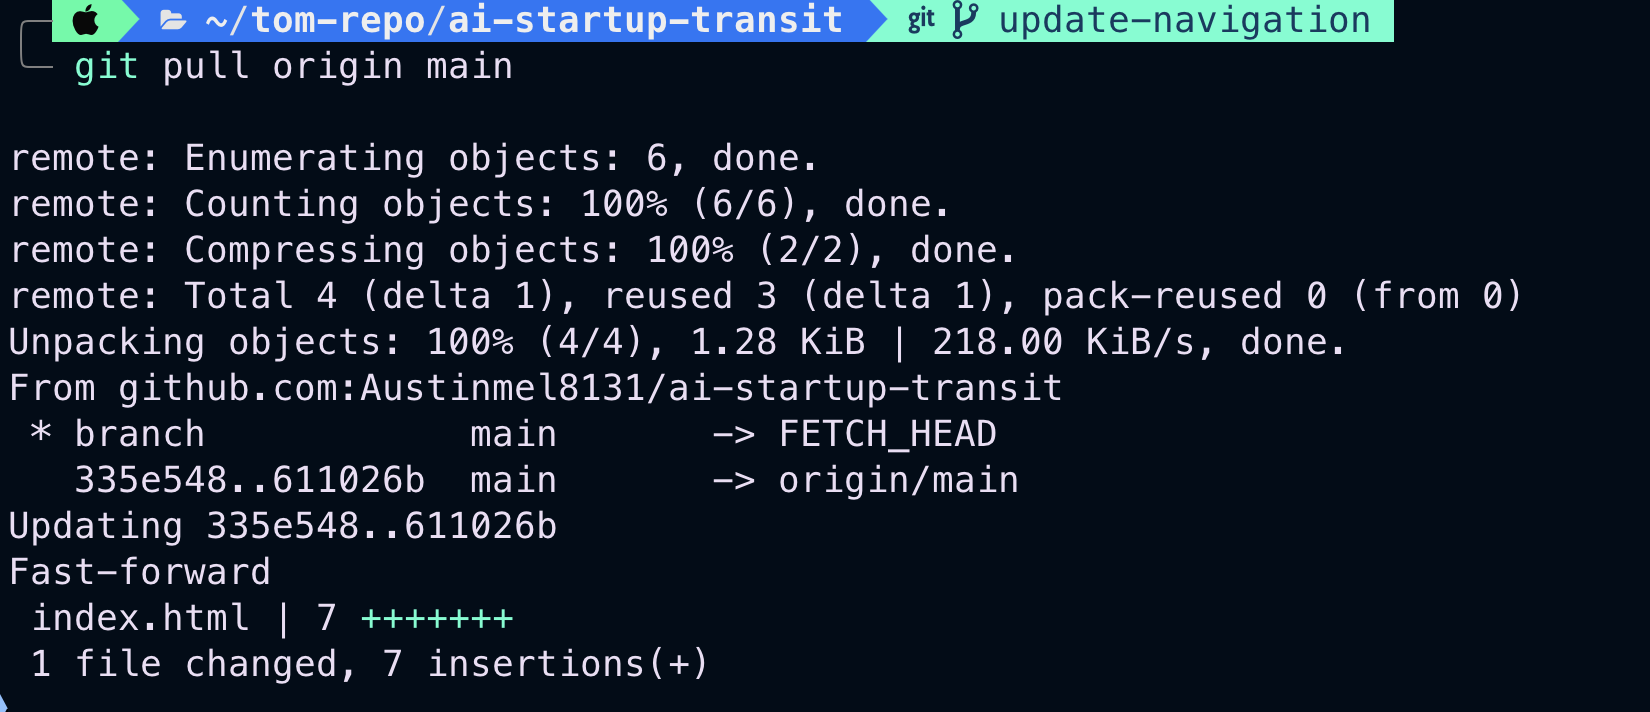 ~/tom-repo/ai-startup-transit git update-navigation
git pull origin main
remote: Enumerating objects: 6, done.
remote: Counting objects: 100% (6/6), done.
remote: Compressing objects: 100% (2/2), done.
remote: Total 4 (delta 1), reused 3 (delta 1), pack-reused 0 (from 0)
Unpacking objects: 100% (4/4), 1.28 KiB | 218.00 KiB/s, done.
From github.com:Austinmel8131/ai-startup-transit
 * branch            main       -> FETCH_HEAD
   335e548..611026b  main       -> origin/main
Updating 335e548..611026b
Fast-forward
 index.html | 7 +++++++
 1 file changed, 7 insertions(+)